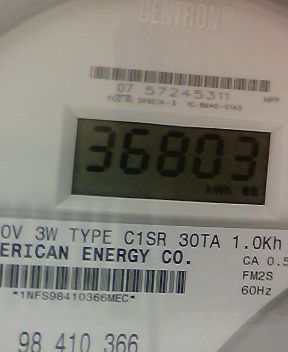 CENTRON
07 57245311
36803
kWh
0V 3W TYPE C1SR 30TA 1.0Kh
ERICAN ENERGY CO.
CA 0.5
FM2S
*1NFS98410366MEC*
60Hz
98 410 366